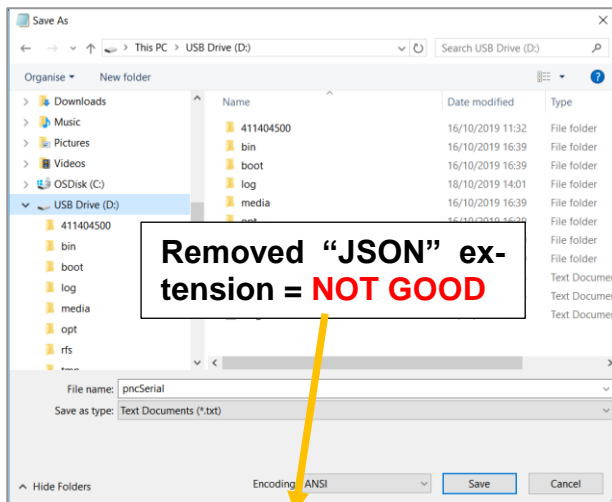 Save As
This PC > USB Drive (D:)
Search USB Drive (D:)
Organise
New folder
Downloads
Music
Pictures
Videos
OSDisk (C:)
USB Drive (D:)
411404500
bin
boot
log
media
opt
rfs
Name
Date modified
Type
411404500 16/10/2019 11:32 File folder
bin 16/10/2019 16:39 File folder
boot 16/10/2019 16:39 File folder
log 18/10/2019 14:01 File folder
media 16/10/2019 16:39 File folder
File folder
File folder
File folder
Text Docume
Text Docume
Text Docume
Removed “JSON” ex-
tension = NOT GOOD
File name: pncSerial
Save as type: Text Documents (*.txt)
Hide Folders
Encoding: ANSI
Save
Cancel